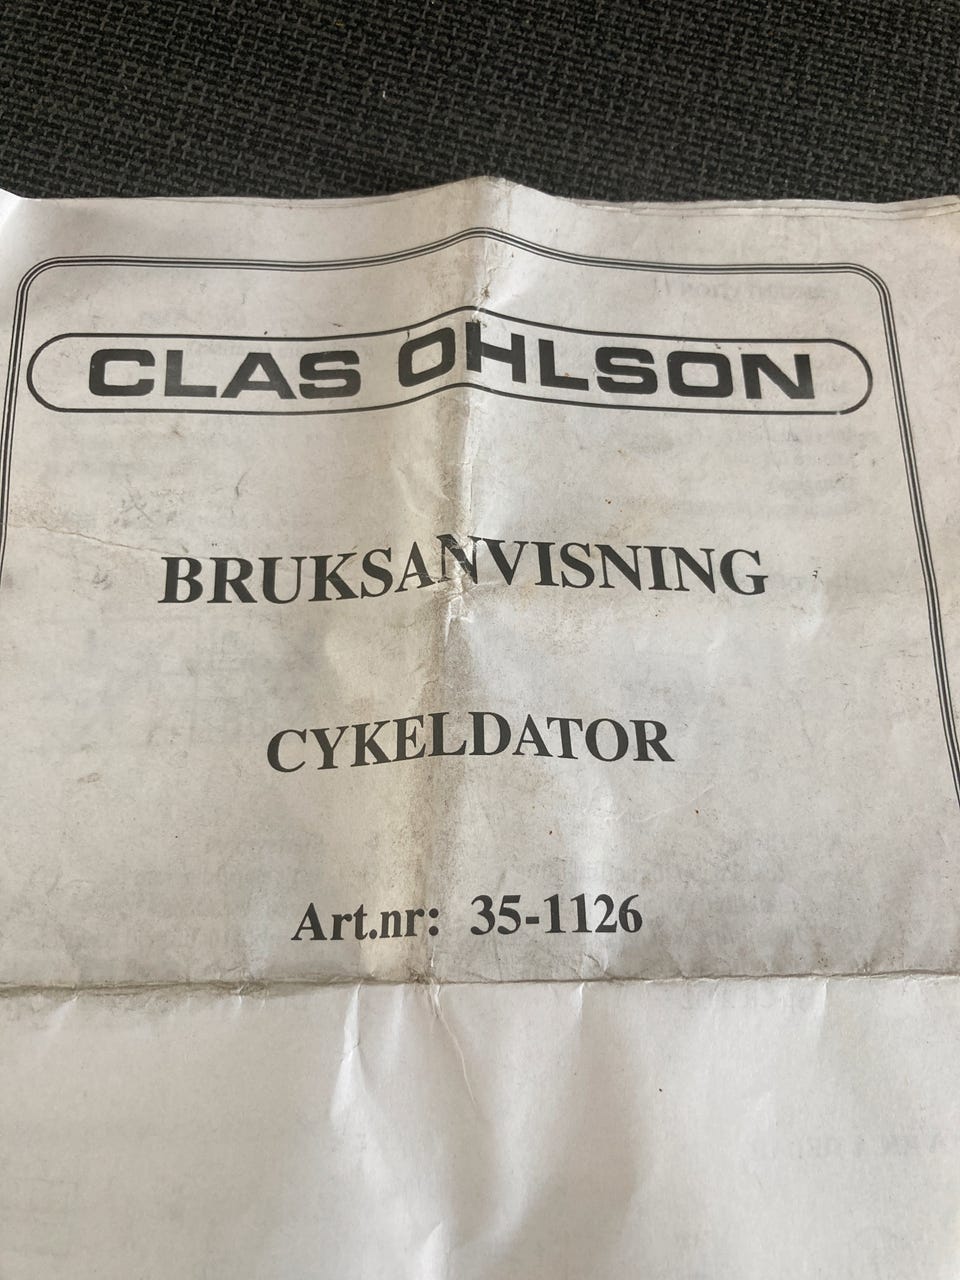 CLAS OHLSON
BRUKSANVISNING
CYKELDATOR
Art.nr: 35-1126